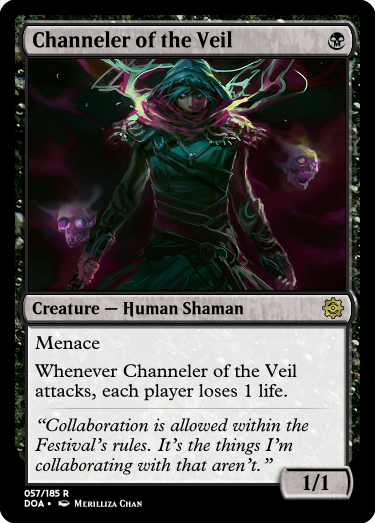 Channeler of the Veil
Creature — Human Shaman
Menace
Whenever Channeler of the Veil
attacks, each player loses 1 life.
“Collaboration is allowed within the
Festival’s rules. It’s the things I’m
collaborating with that aren’t.”
1/1
057/185 R
DOA • Merilliza Chan